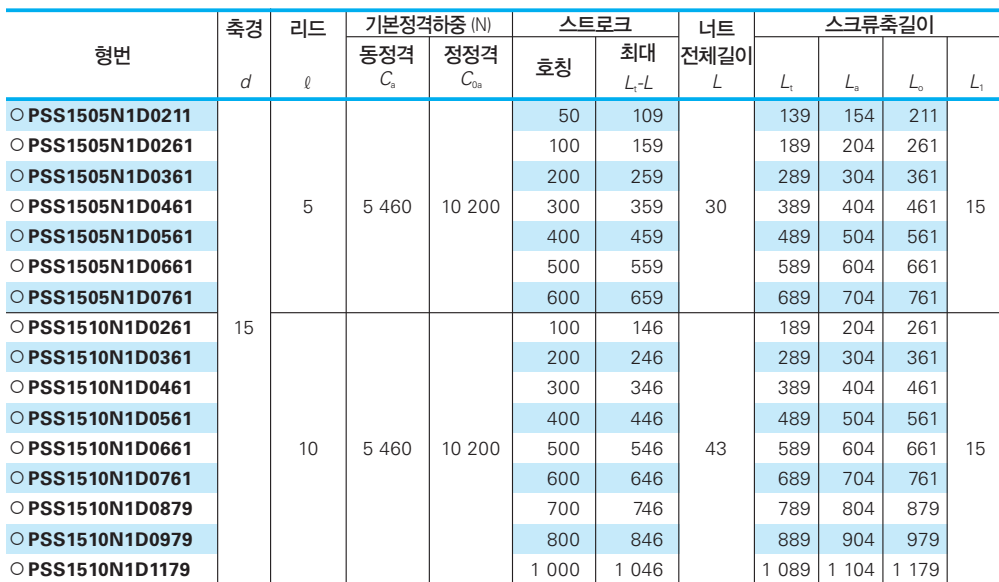 형번 축경 리드 기본정격하중 (N) 스트로크 너트 스크류축길이
동정격 정정격 호칭 최대 전체길이
d ℓ Ca C0a Lt-L L Lt La Lo L1
○ PSS1505N1D0211 50 109 139 154 211
○ PSS1505N1D0261 100 159 189 204 261
○ PSS1505N1D0361 200 259 289 304 361
○ PSS1505N1D0461 5 5 460 10 200 300 359 30 389 404 461 15
○ PSS1505N1D0561 400 459 489 504 561
○ PSS1505N1D0661 500 559 589 604 661
○ PSS1505N1D0761 600 659 689 704 761
○ PSS1510N1D0261 15 100 146 189 204 261
○ PSS1510N1D0361 200 246 289 304 361
○ PSS1510N1D0461 300 346 389 404 461
○ PSS1510N1D0561 400 446 489 504 561
○ PSS1510N1D0661 10 5 460 10 200 500 546 43 589 604 661 15
○ PSS1510N1D0761 600 646 689 704 761
○ PSS1510N1D0879 700 746 789 804 879
○ PSS1510N1D0979 800 846 889 904 979
○ PSS1510N1D1179 1 000 1 046 1 089 1 104 1 179